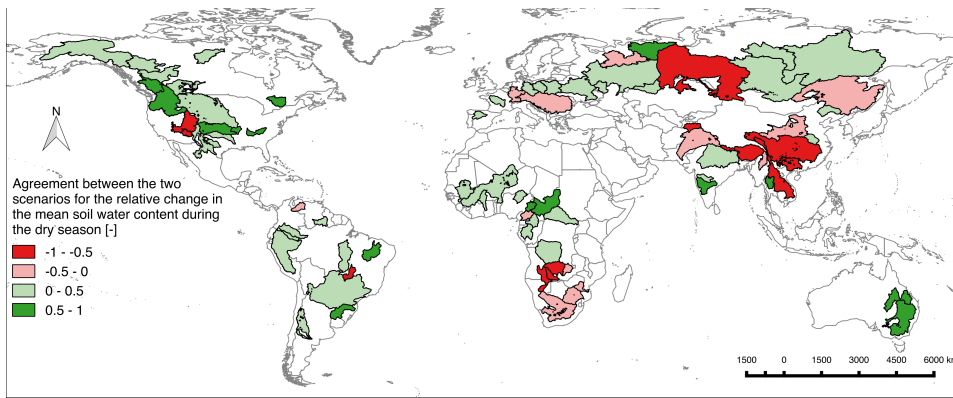 N
Agreement between the two
scenarios for the relative change in
the mean soil water content during
the dry season [-]
-1 - -0.5
-0.5 - 0
0 - 0.5
0.5 - 1
1500 0 1500 3000 4500 6000 km